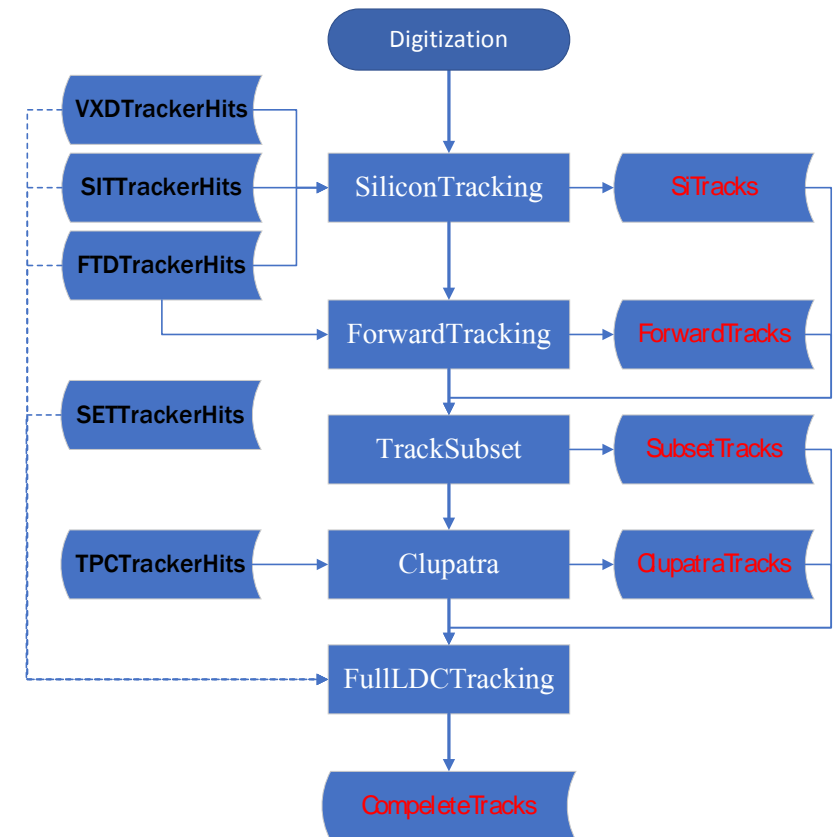 Digitization
VXDTrackerHits
SITTrackerHits
SiliconTracking
SiTracks
FTDTrackerHits
ForwardTracking
ForwardTracks
SETTrackerHits
TrackSubset
SubsetTracks
TPCTrackerHits
Clupatra
ClupatraTracks
FullLDCTracking
CompeleteTracks